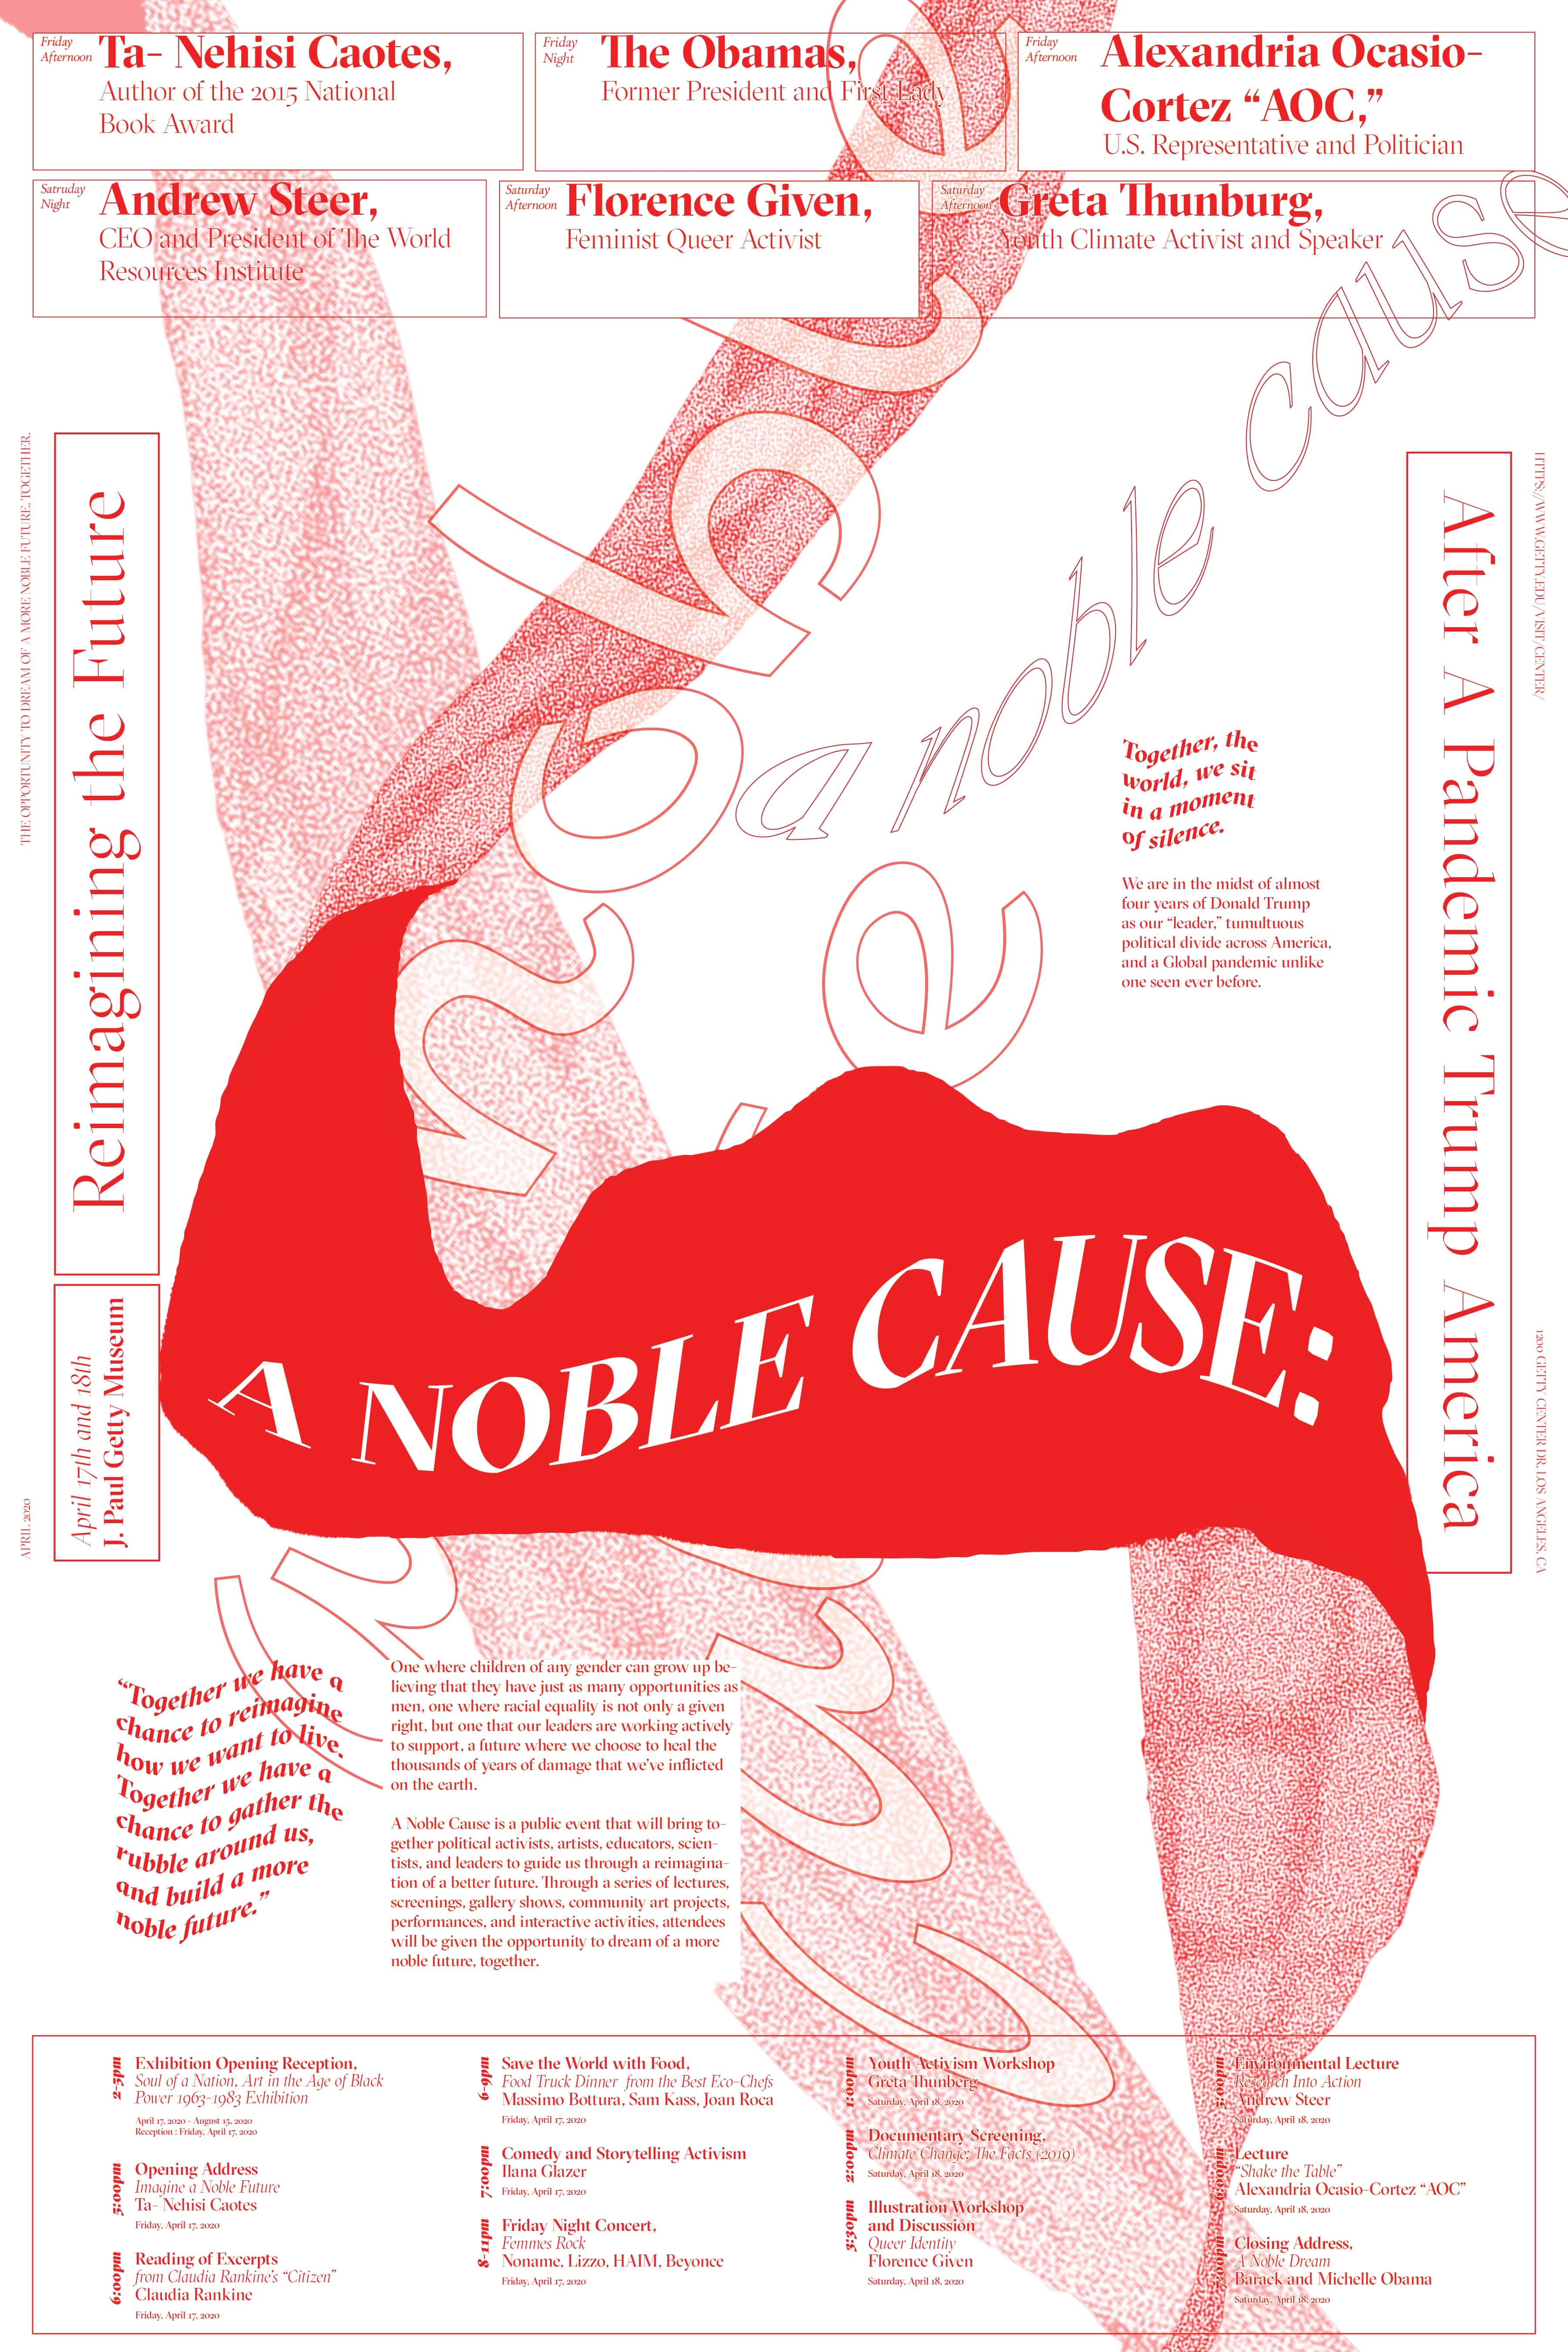 Friday
Afternoon
Ta- Nehisi Caotes,
Author of the 2015 National
Book Award
Friday
Night
The Obamas,
Former President and First Lady
Friday
Afternoon
Alexandria Ocasio-
Cortez “AOC,”
U.S. Representative and Politician
Satruday
Night
Andrew Steer,
CEO and President of The World
Resources Institute
Saturday
Afternoon
Florence Given,
Feminist Queer Activist
Saturday
Afternoon
Greta Thunburg,
Youth Climate Activist and Speaker
THE OPPORTUNITY TO DREAM OF A MORE NOBLE FUTURE, TOGETHER.
Reimagining the Future
a noble cause
noble
cause
After A Pandemic Trump America
HTTPS://WWW.GETTY.EDU/VISIT/CENTER/
Together, the
world, we sit
in a moment
of silence.
We are in the midst of almost
four years of Donald Trump
as our “leader,” tumultuous
political divide across America,
and a Global pandemic unlike
one seen ever before.
A NOBLE CAUSE:
April 17th and 18th
J. Paul Getty Museum
APRIL 2020
1200 GETTY CENTER DR, LOS ANGELES, CA
“Together we have a
chance to reimagine
how we want to live.
Together we have a
chance to gather the
rubble around us,
and build a more
noble future.”
One where children of any gender can grow up be-
lieving that they have just as many opportunities as
men, one where racial equality is not only a given
right, but one that our leaders are working actively
to support, a future where we choose to heal the
thousands of years of damage that we’ve inflicted
on the earth.
A Noble Cause is a public event that will bring to-
gether political activists, artists, educators, scien-
tists, and leaders to guide us through a reimagina-
tion of a better future. Through a series of lectures,
screenings, gallery shows, community art projects,
performances, and interactive activities, attendees
will be given the opportunity to dream of a more
noble future, together.
2-5pm
Exhibition Opening Reception,
Soul of a Nation, Art in the Age of Black
Power 1963-1983 Exhibition
April 17, 2020 - August 15, 2020
Reception : Friday, April 17, 2020
5:00pm
Opening Address
Imagine a Noble Future
Ta- Nehisi Caotes
Friday, April 17, 2020
6:00pm
Reading of Excerpts
from Claudia Rankine’s “Citizen”
Claudia Rankine
Friday, April 17, 2020
6-9pm
Save the World with Food,
Food Truck Dinner from the Best Eco-Chefs
Massimo Bottura, Sam Kass, Joan Roca
Friday, April 17, 2020
7:00pm
Comedy and Storytelling Activism
Ilana Glazer
Friday, April 17, 2020
8-11pm
Friday Night Concert,
Femmes Rock
Noname, Lizzo, HAIM, Beyonce
Friday, April 17, 2020
1:00pm
Youth Activism Workshop
Greta Thunberg
Saturday, April 18, 2020
2:00pm
Documentary Screening,
Climate Change: The Facts (2019)
Saturday, April 18, 2020
3:30pm
Illustration Workshop
and Discussion
Queer Identity
Florence Given
Saturday, April 18, 2020
Environmental Lecture
Research Into Action
Andrew Steer
Saturday, April 18, 2020
Lecture
“Shake the Table”
Alexandria Ocasio-Cortez “AOC”
Saturday, April 18, 2020
Closing Address,
A Noble Dream
Barack and Michelle Obama
Saturday, April 18, 2020